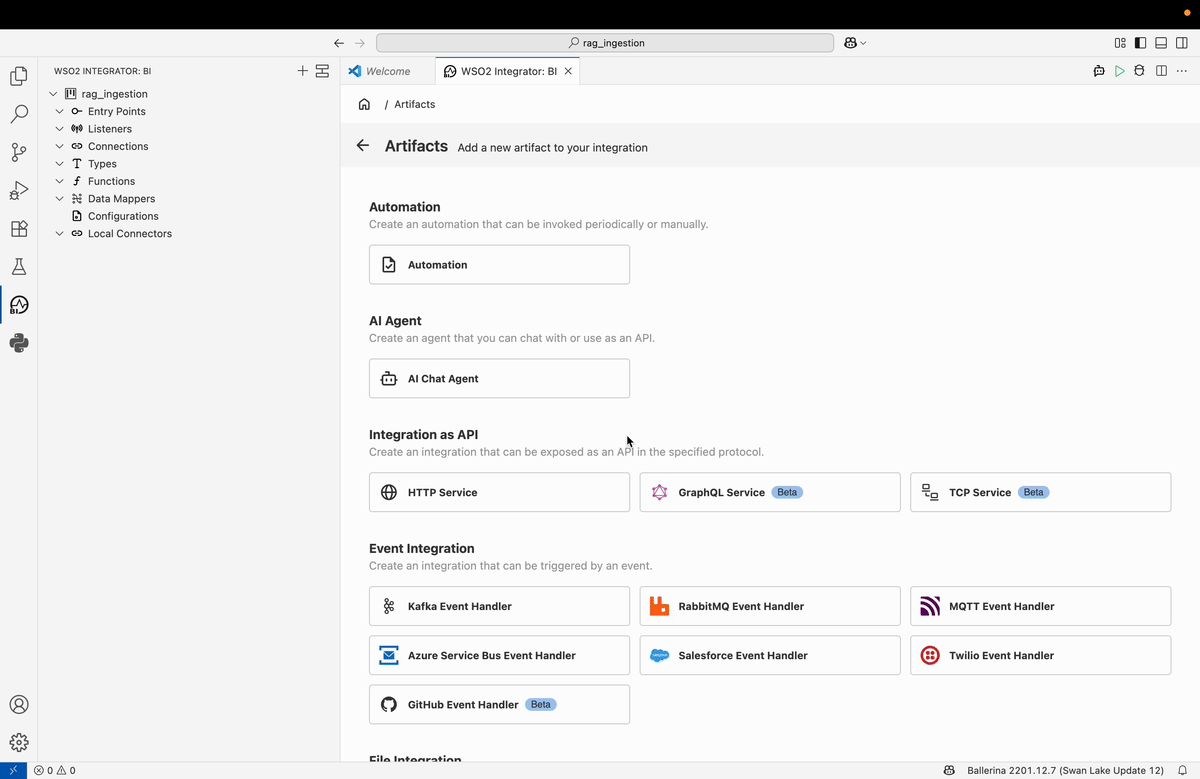 rag_ingestion
WSO2 INTEGRATOR: BI
Welcome
WSO2 Integrator: BI
rag_ingestion
Entry Points
Listeners
Connections
Types
Functions
Data Mappers
Configurations
Local Connectors
/ Artifacts
Artifacts Add a new artifact to your integration
Automation
Create an automation that can be invoked periodically or manually.
Automation
AI Agent
Create an agent that you can chat with or use as an API.
AI Chat Agent
Integration as API
Create an integration that can be exposed as an API in the specified protocol.
HTTP Service
GraphQL Service Beta
TCP Service Beta
Event Integration
Create an integration that can be triggered by an event.
Kafka Event Handler
RabbitMQ Event Handler
MQTT Event Handler
Azure Service Bus Event Handler
Salesforce Event Handler
Twilio Event Handler
GitHub Event Handler Beta
File Integration
0 0
Ballerina 2201.12.7 (Swan Lake Update 12)